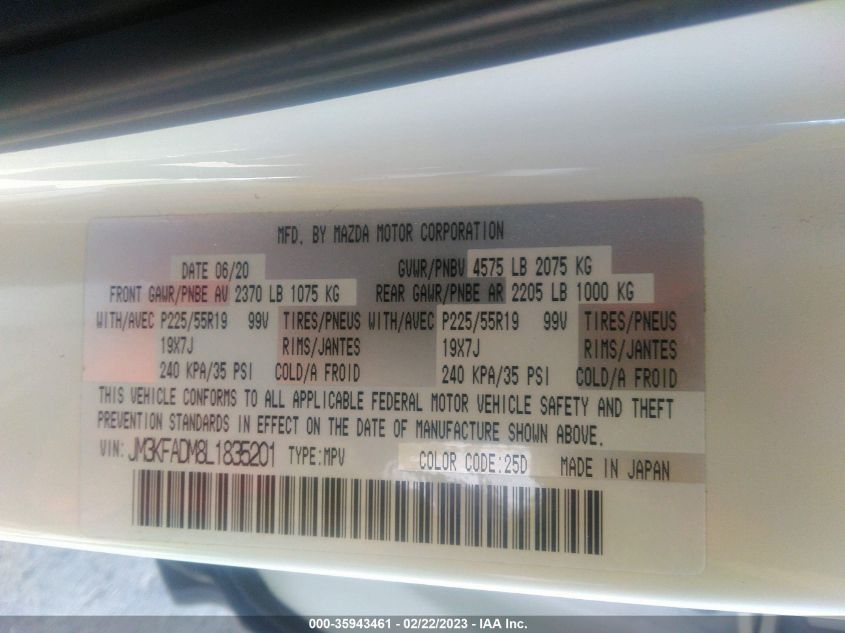 MFD. BY MAZDA MOTOR CORPORATION
DATE 06/20 GVWR/PNBV 4575 LB 2075 KG
FRONT GAWR/PNBE AV 2370 LB 1075 KG REAR GAWR/PNBE AR 2205 LB 1000 KG
WITH/AVEC P225/55R19 99V TIRES/PNEUS WITH/AVEC P225/55R19 99V TIRES/PNEUS
19X7J RIMS/JANTES 19X7J RIMS/JANTES
240 KPA/35 PSI COLD/A FROID 240 KPA/35 PSI COLD/A FROID
THIS VEHICLE CONFORMS TO ALL APPLICABLE FEDERAL MOTOR VEHICLE SAFETY AND THEFT
PREVENTION STANDARDS IN EFFECT ON THE DATE OF MANUFACTURE SHOWN ABOVE.
VIN: JM3KFADM8L1835201 TYPE:MPV COLOR CODE:25D MADE IN JAPAN
000-35943461 - 02/22/2023 - IAA Inc.